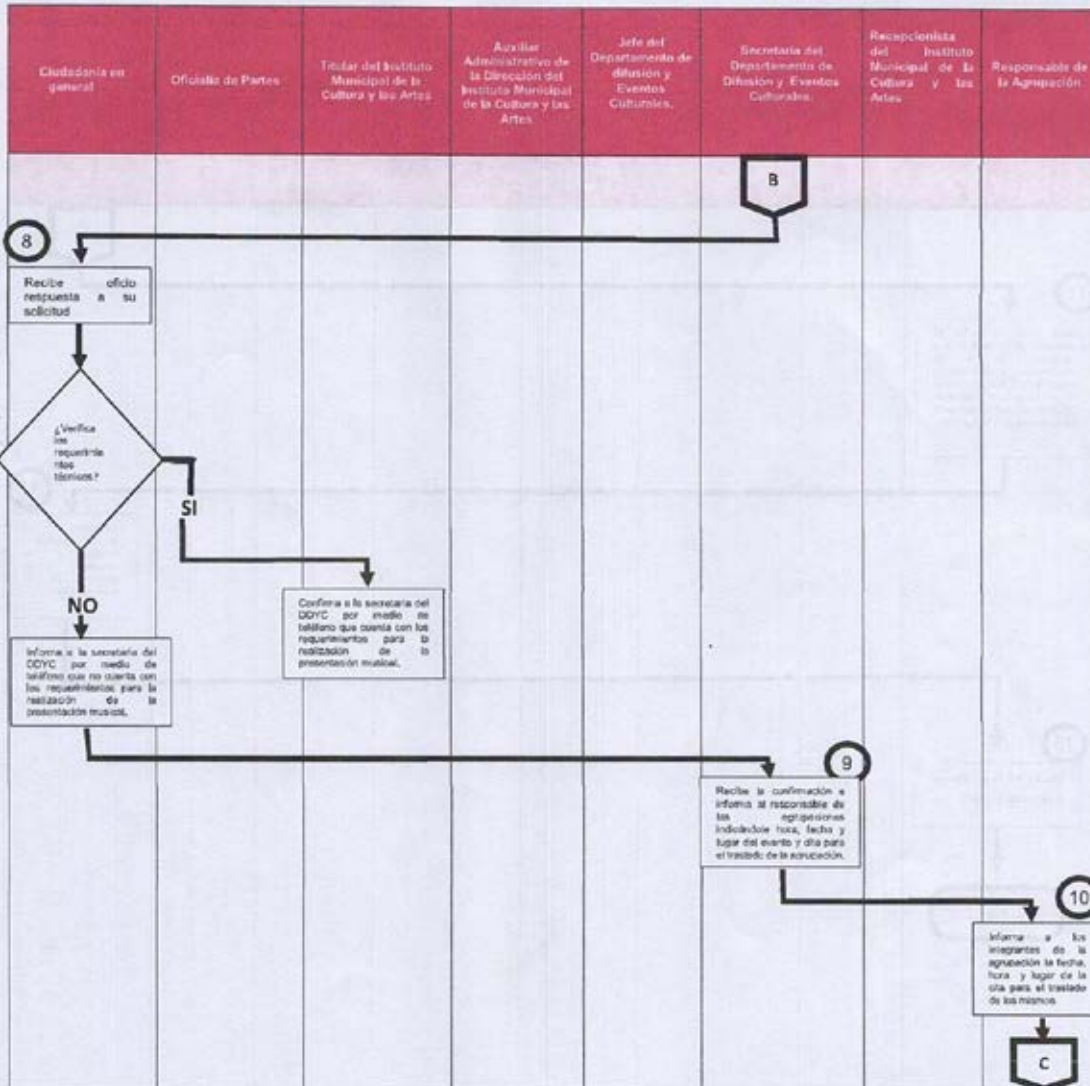 Ciudadanía en
general
Oficialía de Partes
Titular del Instituto
Municipal de la
Cultura y las Artes
Auxiliar
Administrativo de
la Dirección del
Instituto Municipal
de la Cultura y las
Artes
Jefe del
Departamento de
difusión y
Eventos
Culturales.
Secretaria del
Departamento de
Difusión y Eventos
Culturales.
Recepcionista
del Instituto
Municipal de la
Cultura y las
Artes
Responsable de
la Agrupación
B
8
Recibe oficio
respuesta a su
solicitud
¿Verifica
los
requerimie
ntos
técnicos?
SI
NO
Confirma a la secretaria del
DDYC por medio de
teléfono que cuenta con los
requerimientos para la
realización de la
presentación musical.
Informa a la secretaria del
DDYC por medio de
teléfono que no cuenta con
los requerimientos para la
realización de la
presentación musical.
9
Recibe la confirmación e
informa al responsable de
las agrupaciones
indicándole hora, fecha y
lugar del evento y cita para
el traslado de la agrupación.
10
Informa a los
integrantes de la
agrupación la fecha,
hora y lugar de la
cita para el traslado
de los mismos
C